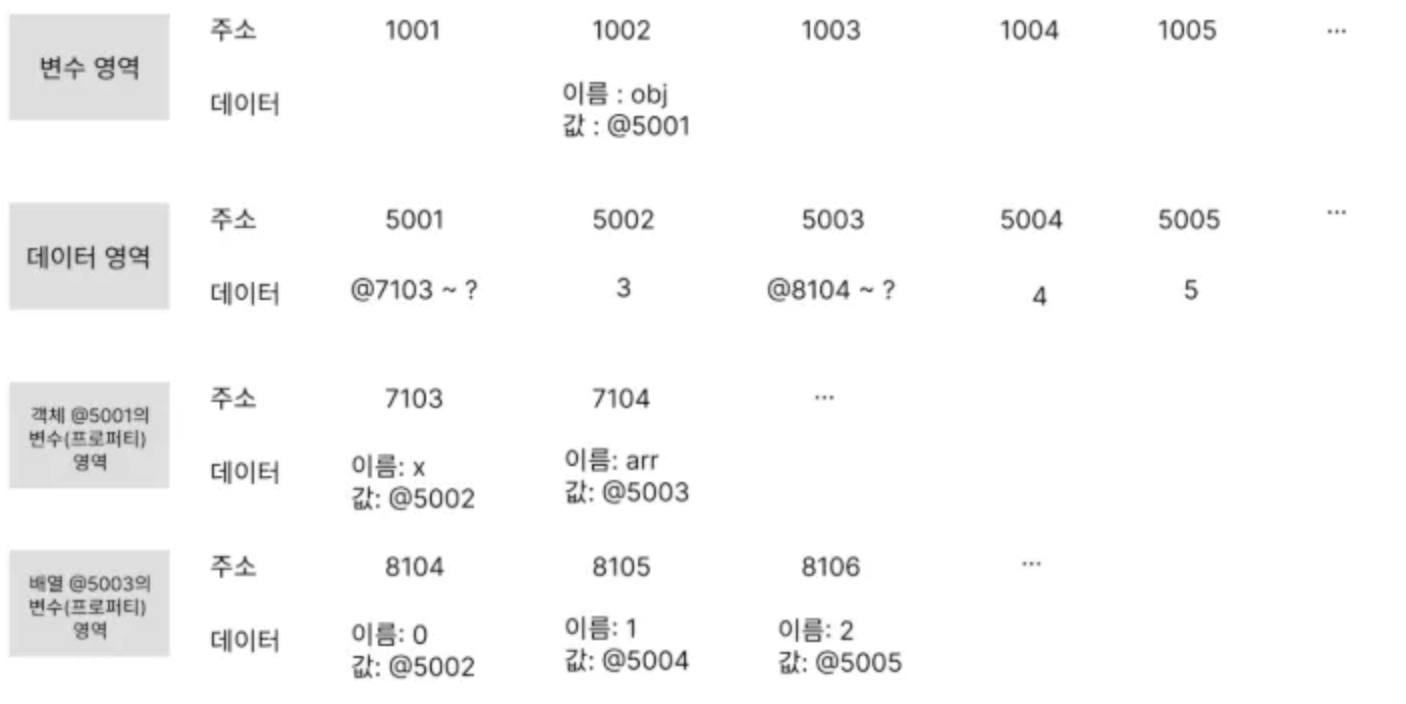 변수 영역
주소 1001 1002 1003 1004 1005 ...
데이터
이름 : obj
값 : @5001
데이터 영역
주소 5001 5002 5003 5004 5005 ...
데이터 @7103 ~ ? 3 @8104 ~ ? 4 5
객체 @5001의
변수(프로퍼티)
영역
주소 7103 7104 ...
데이터
이름: x
값: @5002
이름: arr
값: @5003
배열 @5003의
변수(프로퍼티)
영역
주소 8104 8105 8106 ...
데이터
이름: 0
값: @5002
이름: 1
값: @5004
이름: 2
값: @5005